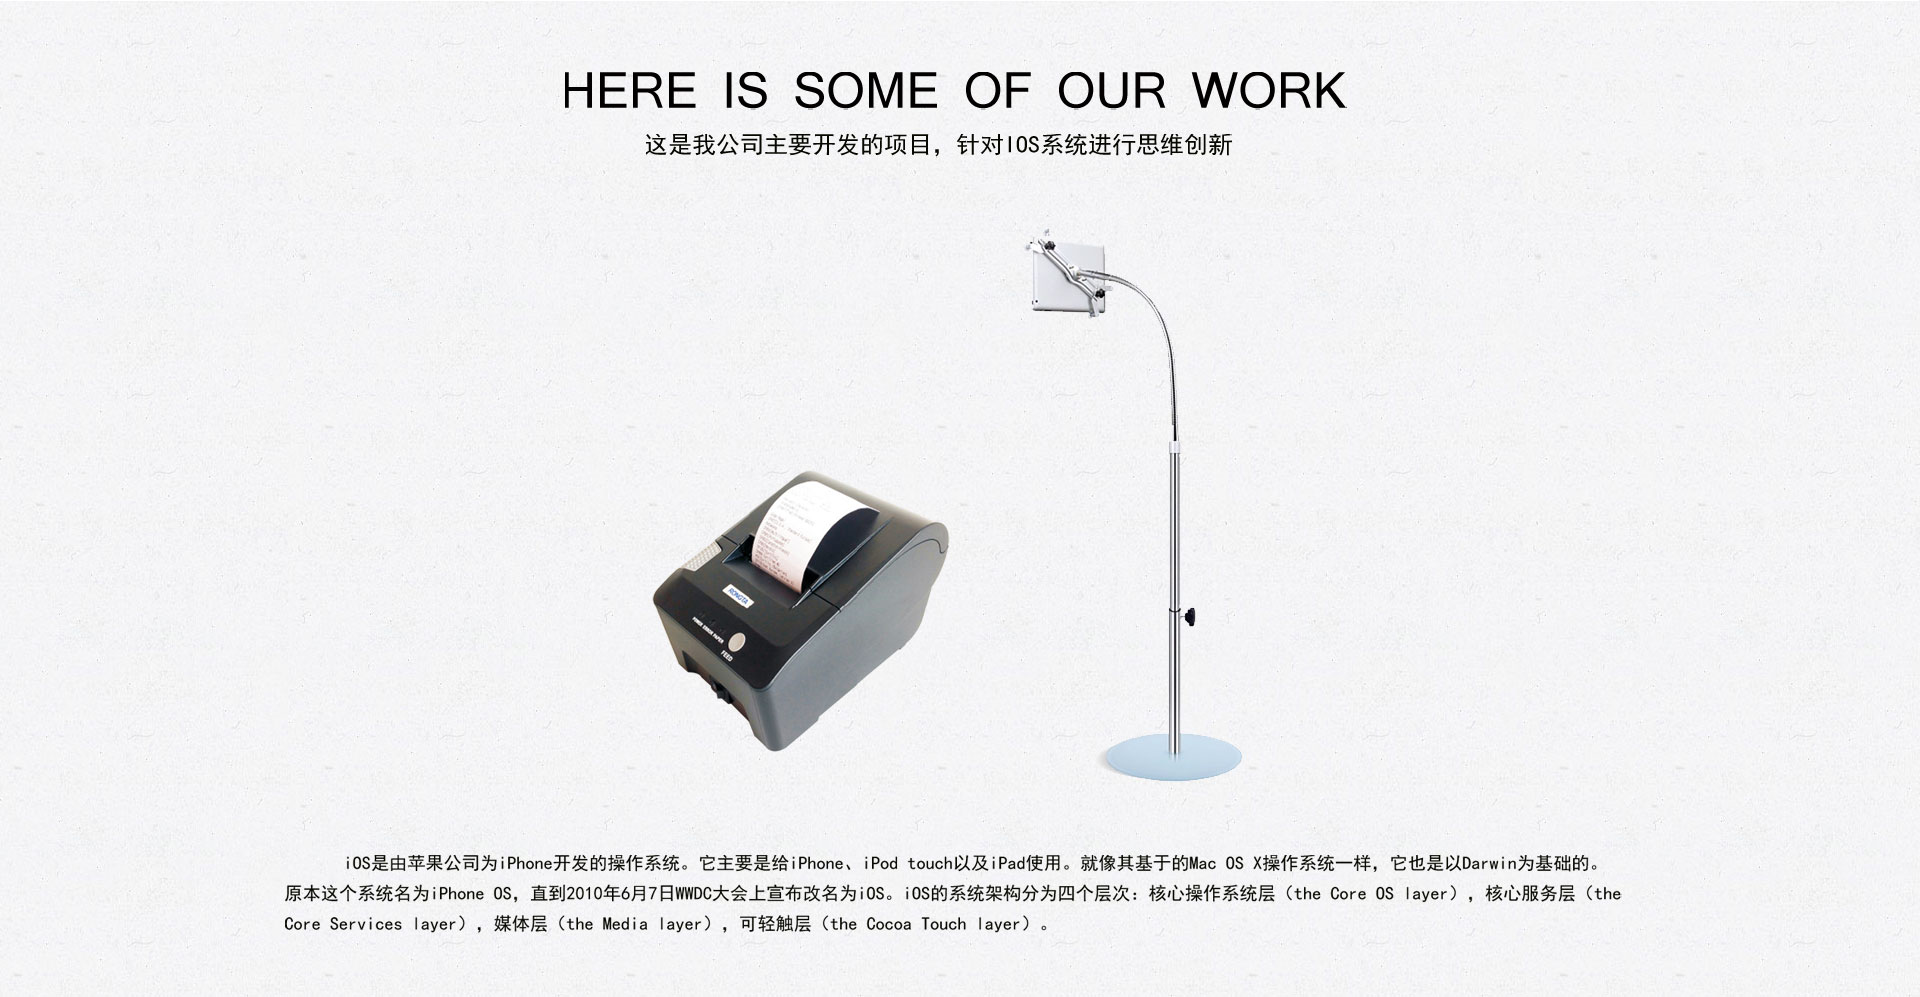 HERE IS SOME OF OUR WORK
这是我公司主要开发的项目，针对IOS系统进行思维创新
RONGTA
POWER ERROR PAPER
FEED
iOS是由苹果公司为iPhone开发的操作系统。它主要是给iPhone、iPod touch以及iPad使用。就像其基于的Mac OS X操作系统一样，它也是以Darwin为基础的。
原本这个系统名为iPhone OS，直到2010年6月7日WWDC大会上宣布改名为iOS。iOS的系统架构分为四个层次：核心操作系统层（the Core OS layer），核心服务层（the
Core Services layer），媒体层（the Media layer），可轻触层（the Cocoa Touch layer）。